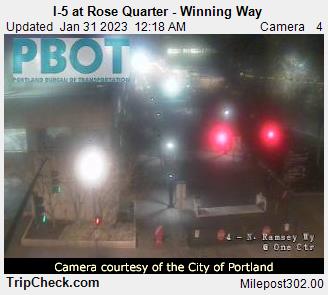 I-5 at Rose Quarter - Winning Way
Updated Jan 31 2023 12:18 AM Camera 4
PBOT
PORTLAND BUREAU OF TRANSPORTATION
4 - N. Ramsey Wy
@ One Ctr
Camera courtesy of the City of Portland
TripCheck.com Milepost302.00